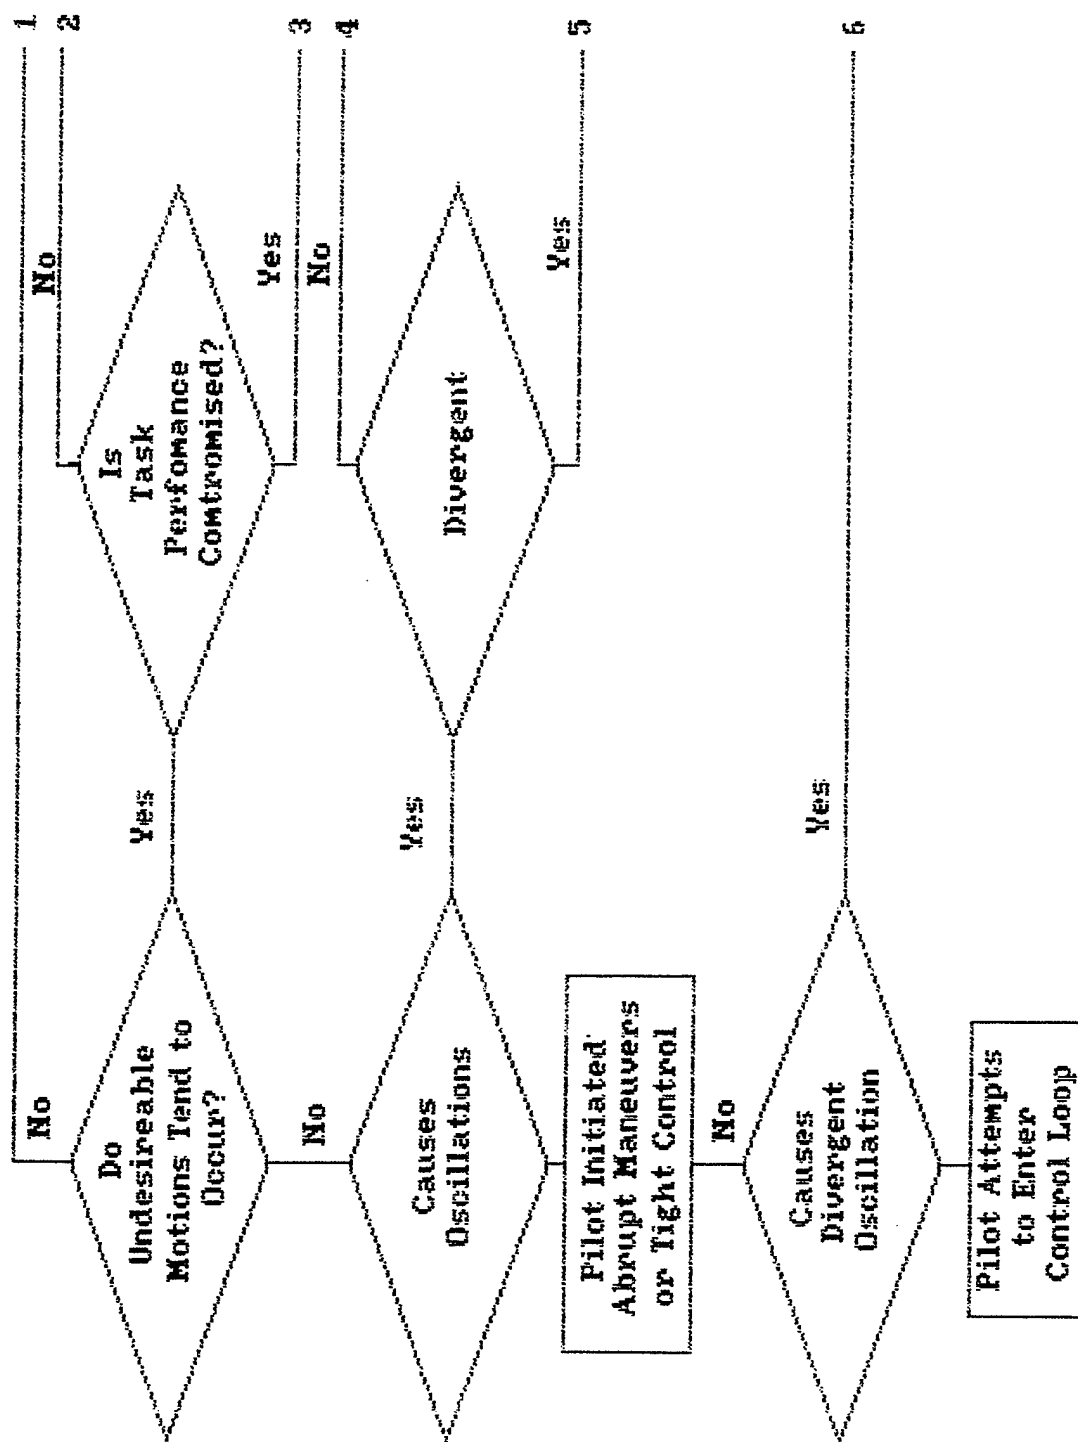 No
1
Do
Undesireable
Motions Tend to
Occur?
Yes
Is
Task
Perfomance
Comtromised?
No
2
Yes
3
No
Causes
Oscillations
Yes
Divergent
No
4
Yes
5
Pilot Initiated
Abrupt Maneuvers
or Tight Control
No
Causes
Divergent
Oscillation
Yes
6
Pilot Attempts
to Enter
Control Loop